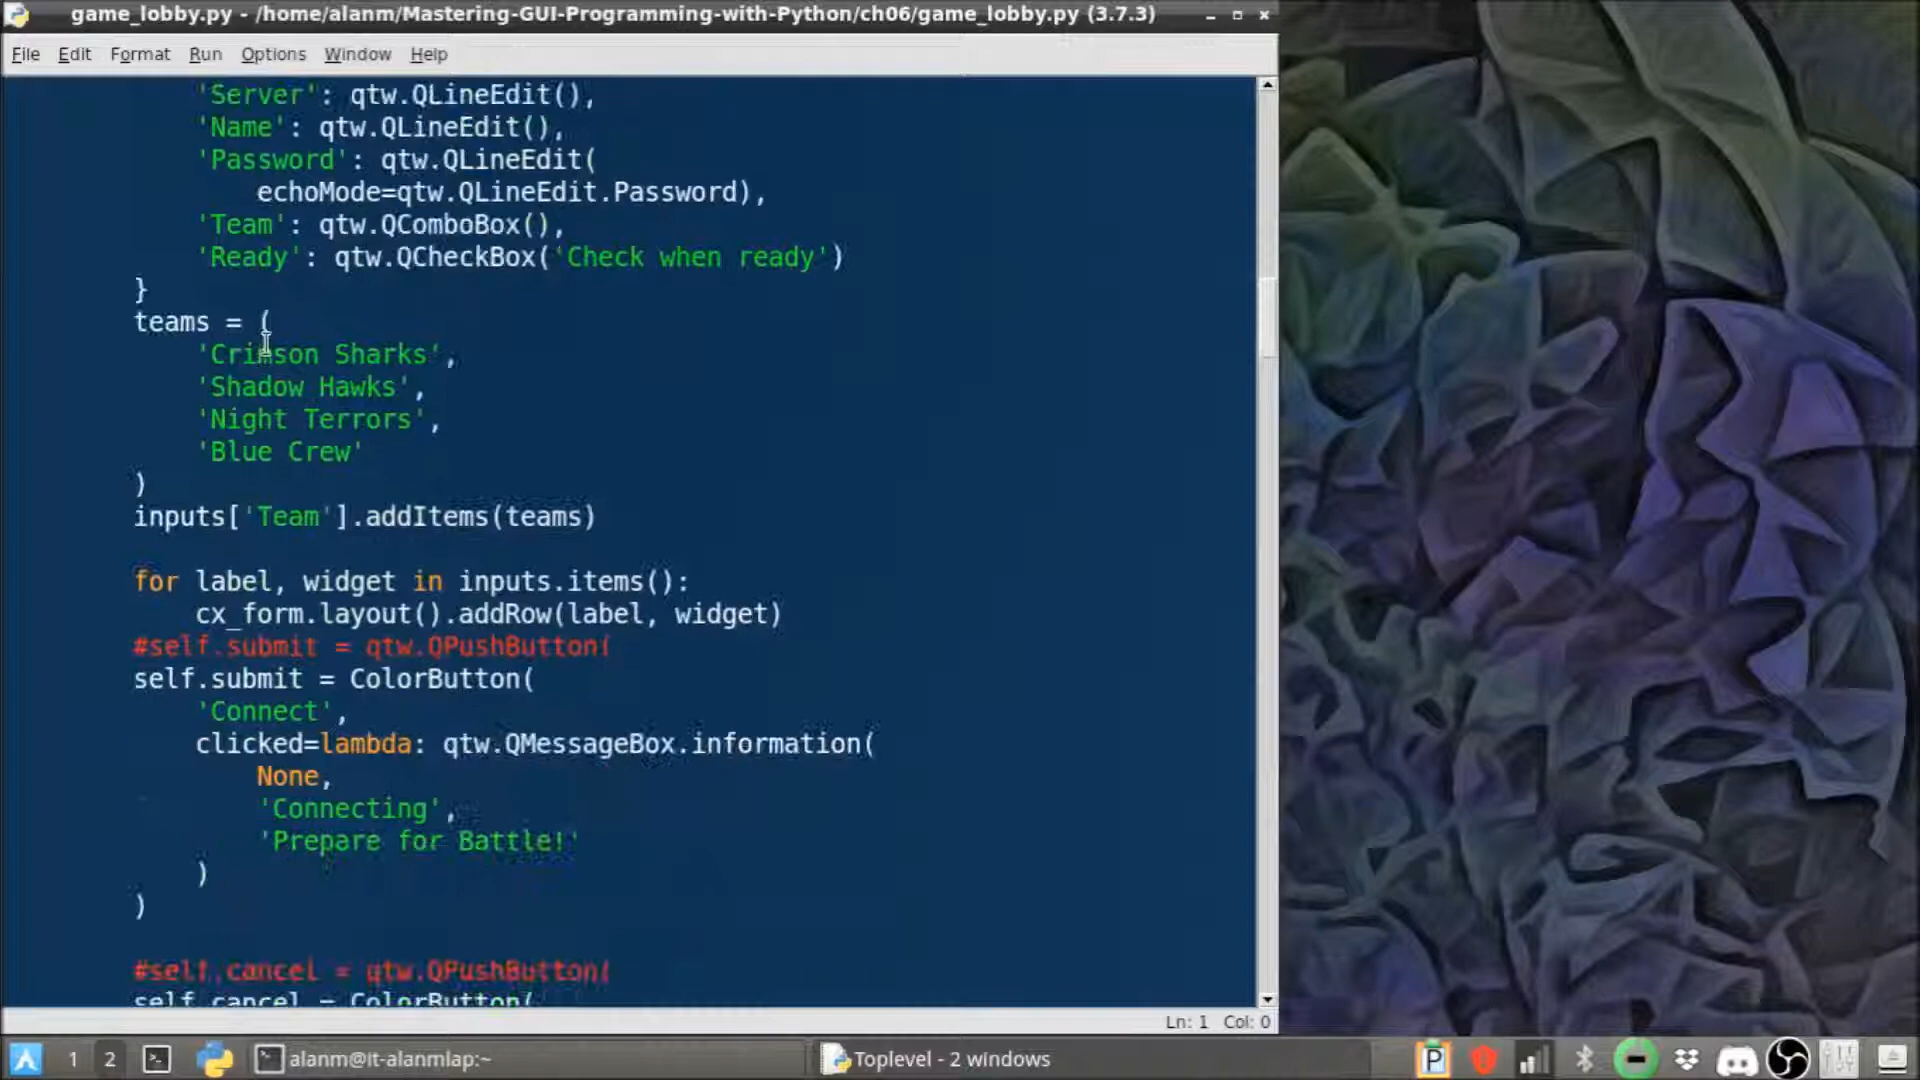 game_lobby.py - /home/alanm/Mastering-GUI-Programming-with-Python/ch06/game_lobby.py (3.7.3)
File Edit Format Run Options Window Help
'Server': qtw.QLineEdit(),
'Name': qtw.QLineEdit(),
'Password': qtw.QLineEdit(
echoMode=qtw.QLineEdit.Password),
'Team': qtw.QComboBox(),
'Ready': qtw.QCheckBox('Check when ready')
}
teams = (
'Crimson Sharks',
'Shadow Hawks',
'Night Terrors',
'Blue Crew'
)
inputs['Team'].addItems(teams)
for label, widget in inputs.items():
cx_form.layout().addRow(label, widget)
#self.submit = qtw.QPushButton(
self.submit = ColorButton(
'Connect',
clicked=lambda: qtw.QMessageBox.information(
None,
'Connecting',
'Prepare for Battle!'
)
)
#self.cancel = qtw.QPushButton(
self.cancel = ColorButton(
Ln: 1 Col: 0
1 2 alanm@it-alanmlap:~ Toplevel - 2 windows P